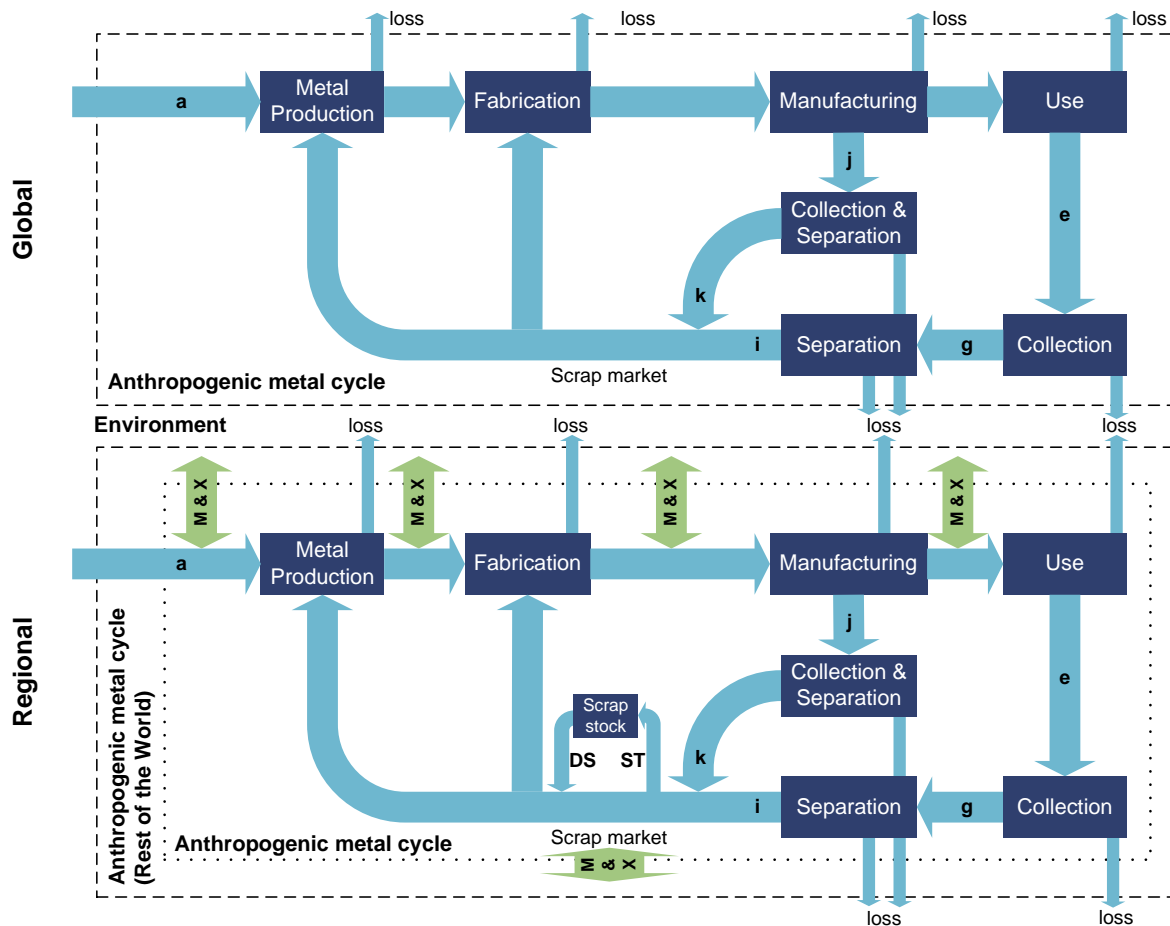 loss
loss
loss
loss
Global
a
Metal
Production
Fabrication
Manufacturing
Use
j
Collection &
Separation
e
k
i
Separation
g
Collection
Scrap market
Anthropogenic metal cycle
Environment
loss
loss
loss
loss
Regional
Anthropogenic metal cycle
(Rest of the World)
M & X
M & X
M & X
M & X
a
Metal
Production
Fabrication
Manufacturing
Use
j
Collection &
Separation
e
Scrap
stock
DS
ST
k
i
Separation
g
Collection
Scrap market
Anthropogenic metal cycle
M & X
loss
loss